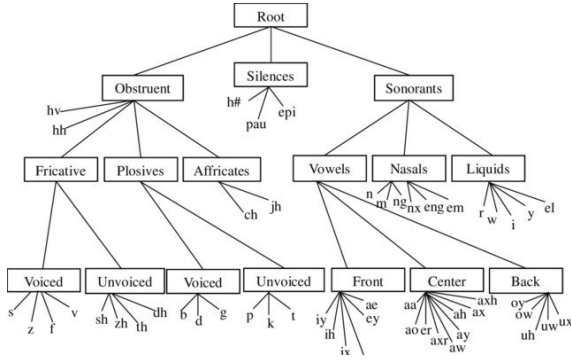 Root
Obstruent
Silences
Sonorants
hv
hh
h#
pau
epi
Fricative
Plosives
Affricates
Vowels
Nasals
Liquids
ch
jh
n
m
ng
nx
eng
em
r
w
i
y
el
Voiced
Unvoiced
Voiced
Unvoiced
Front
Center
Back
s
z
f
v
sh
zh
th
dh
b
d
g
p
k
t
iy
ih
ix
ey
ae
aa
ao
er
axr
aw
ay
ah
ax
axh
oy
ow
uh
uw
ux